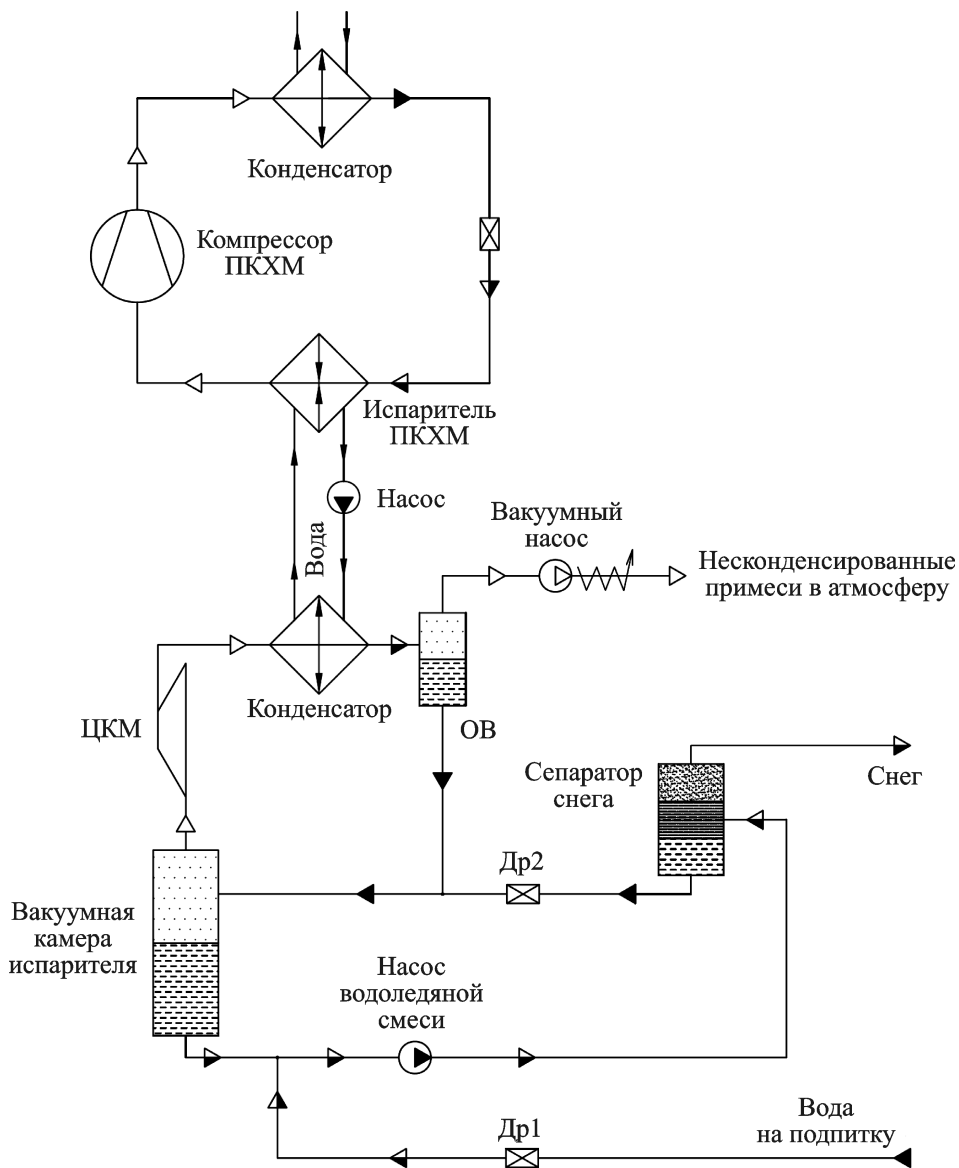 Конденсатор
Компрессор
ПКХМ
Испаритель
ПКХМ
Насос
Вода
Вакуумный
насос
Несконденсированные
примеси в атмосферу
Конденсатор
ЦКМ
ОВ
Сепаратор
снега
Снег
Др2
Вакуумная
камера
испарителя
Насос
водоледяной
смеси
Др1
Вода
на подпитку